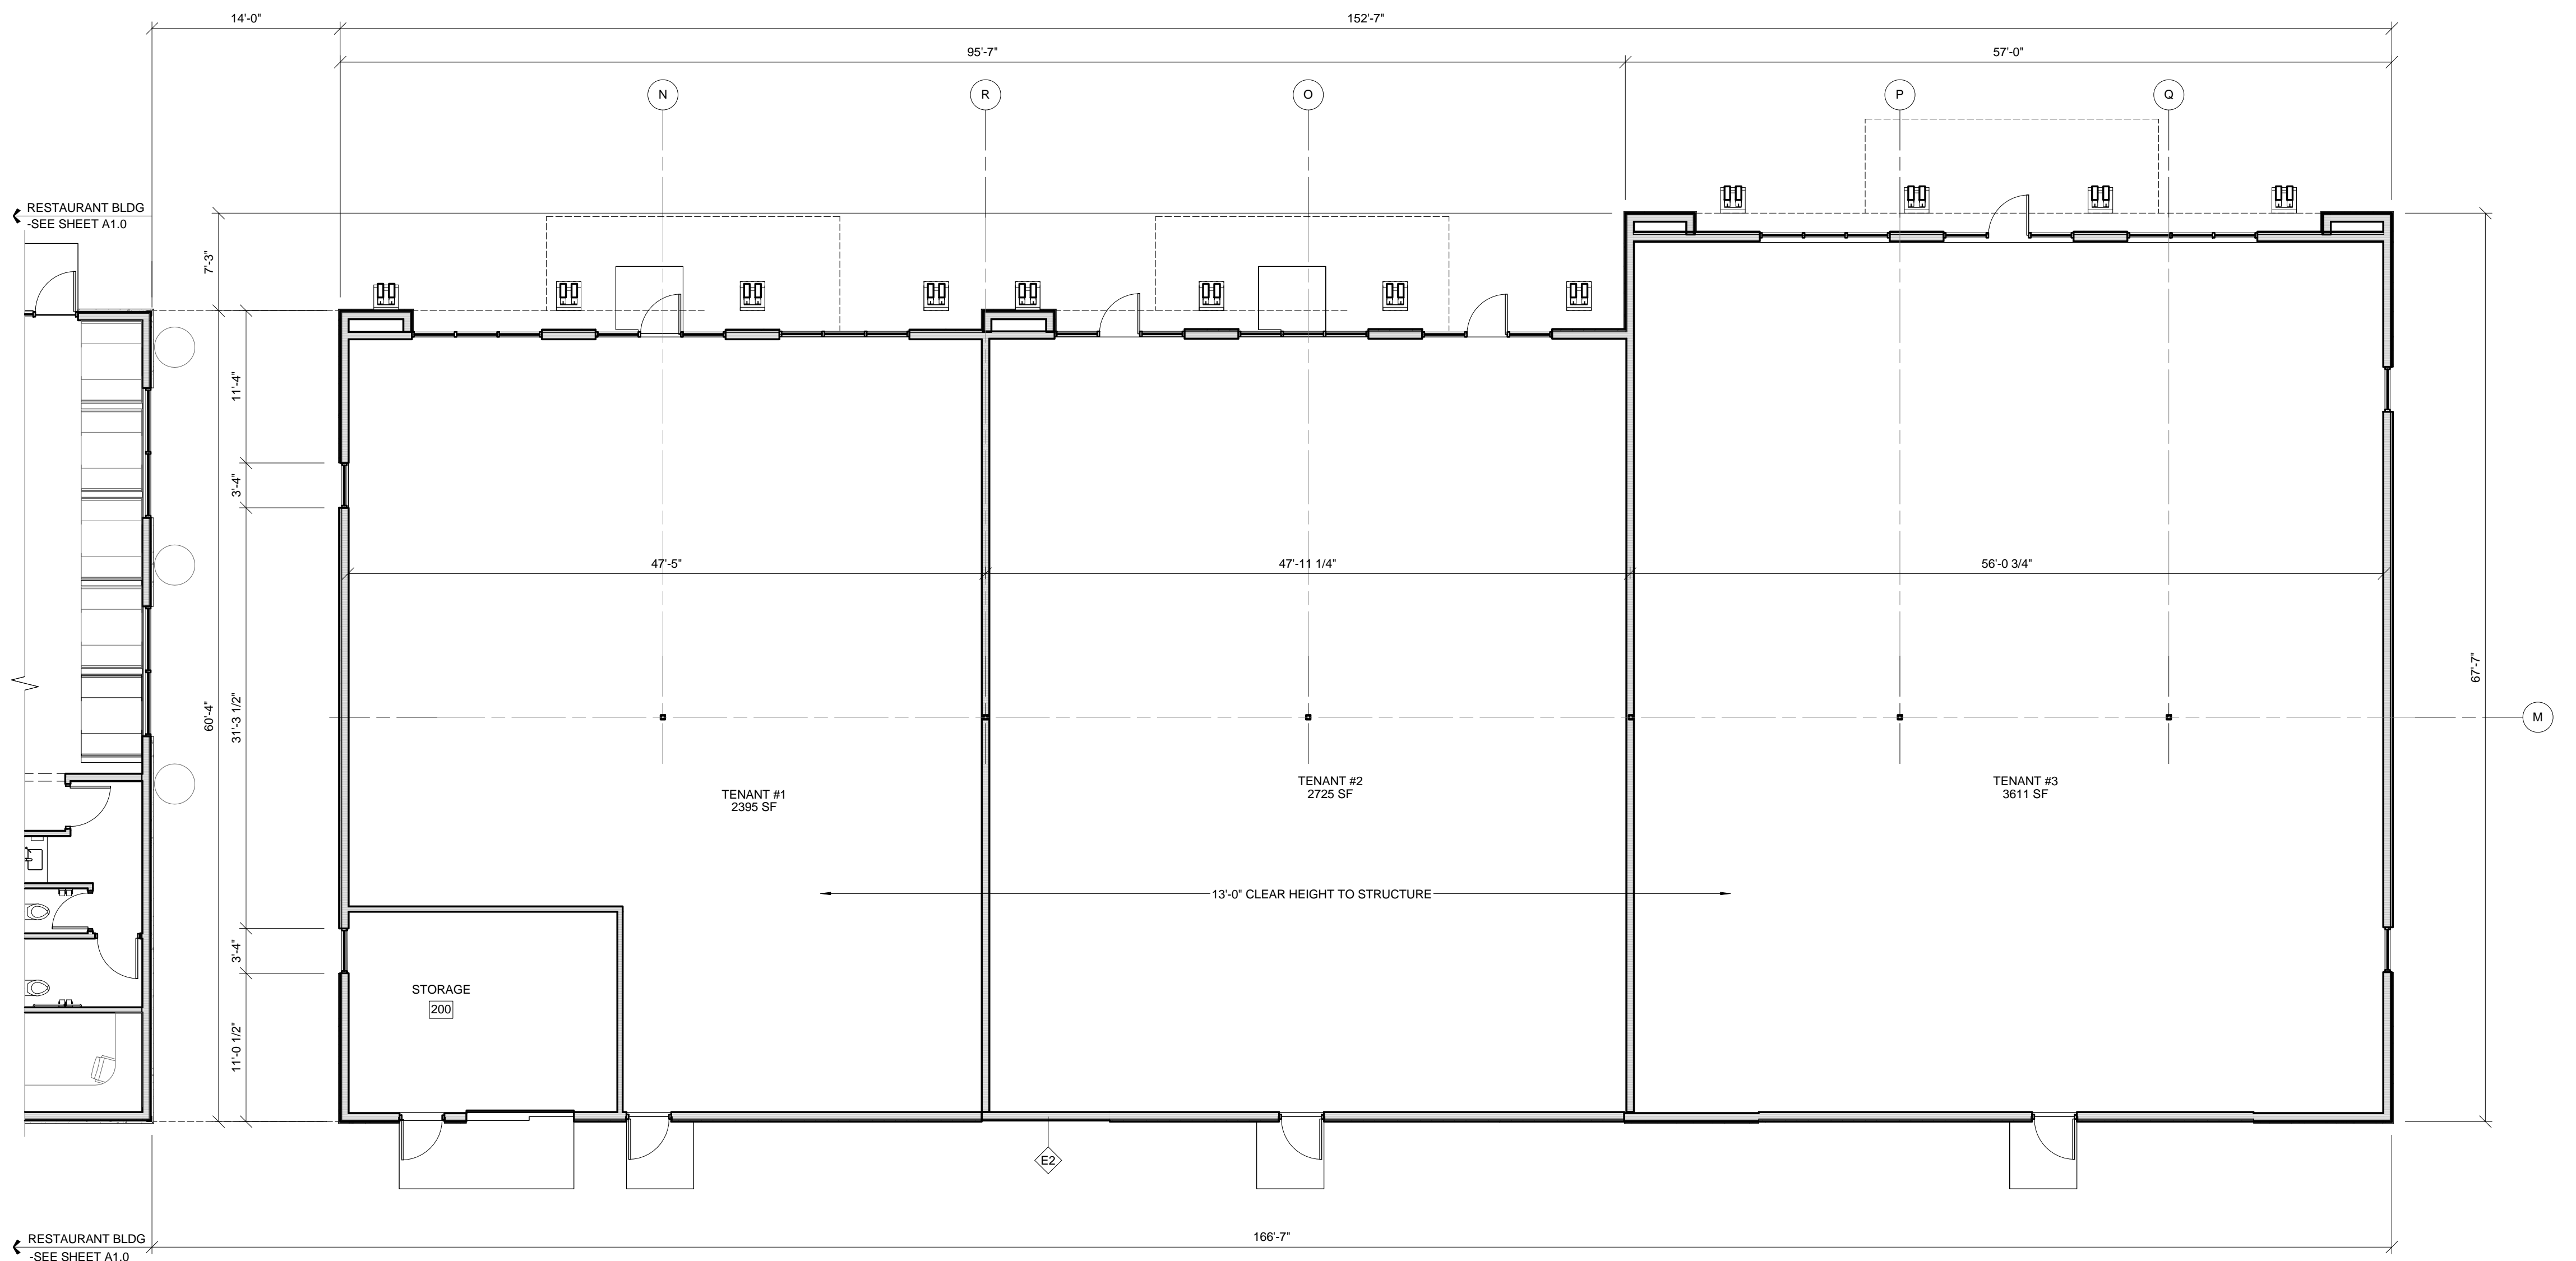 14'-0"
152'-7"
95'-7"
57'-0"
N
R
O
P
Q
RESTAURANT BLDG
-SEE SHEET A1.0
7'-3"
11'-4"
3'-4"
47'-5"
47'-11 1/4"
56'-0 3/4"
60'-4"
31'-3 1/2"
67'-7"
M
TENANT #1
2395 SF
TENANT #2
2725 SF
TENANT #3
3611 SF
13'-0" CLEAR HEIGHT TO STRUCTURE
3'-4"
STORAGE
200
11'-0 1/2"
E2
RESTAURANT BLDG
-SEE SHEET A1.0
166'-7"